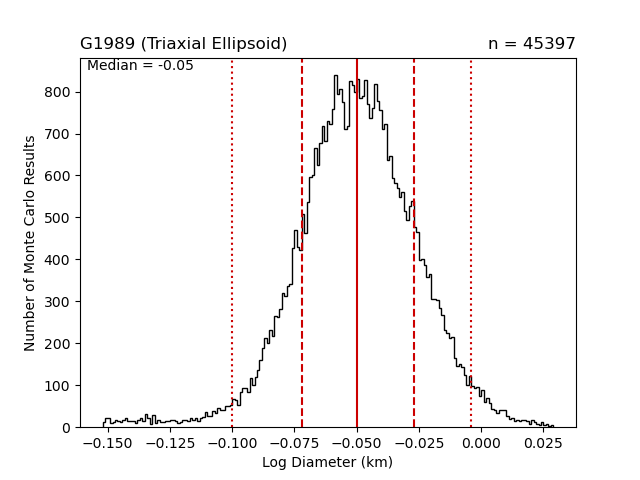 G1989 (Triaxial Ellipsoid)
n = 45397
Median = -0.05
Number of Monte Carlo Results
800
700
600
500
400
300
200
100
0
−0.150 −0.125 −0.100 −0.075 −0.050 −0.025 0.000 0.025
Log Diameter (km)